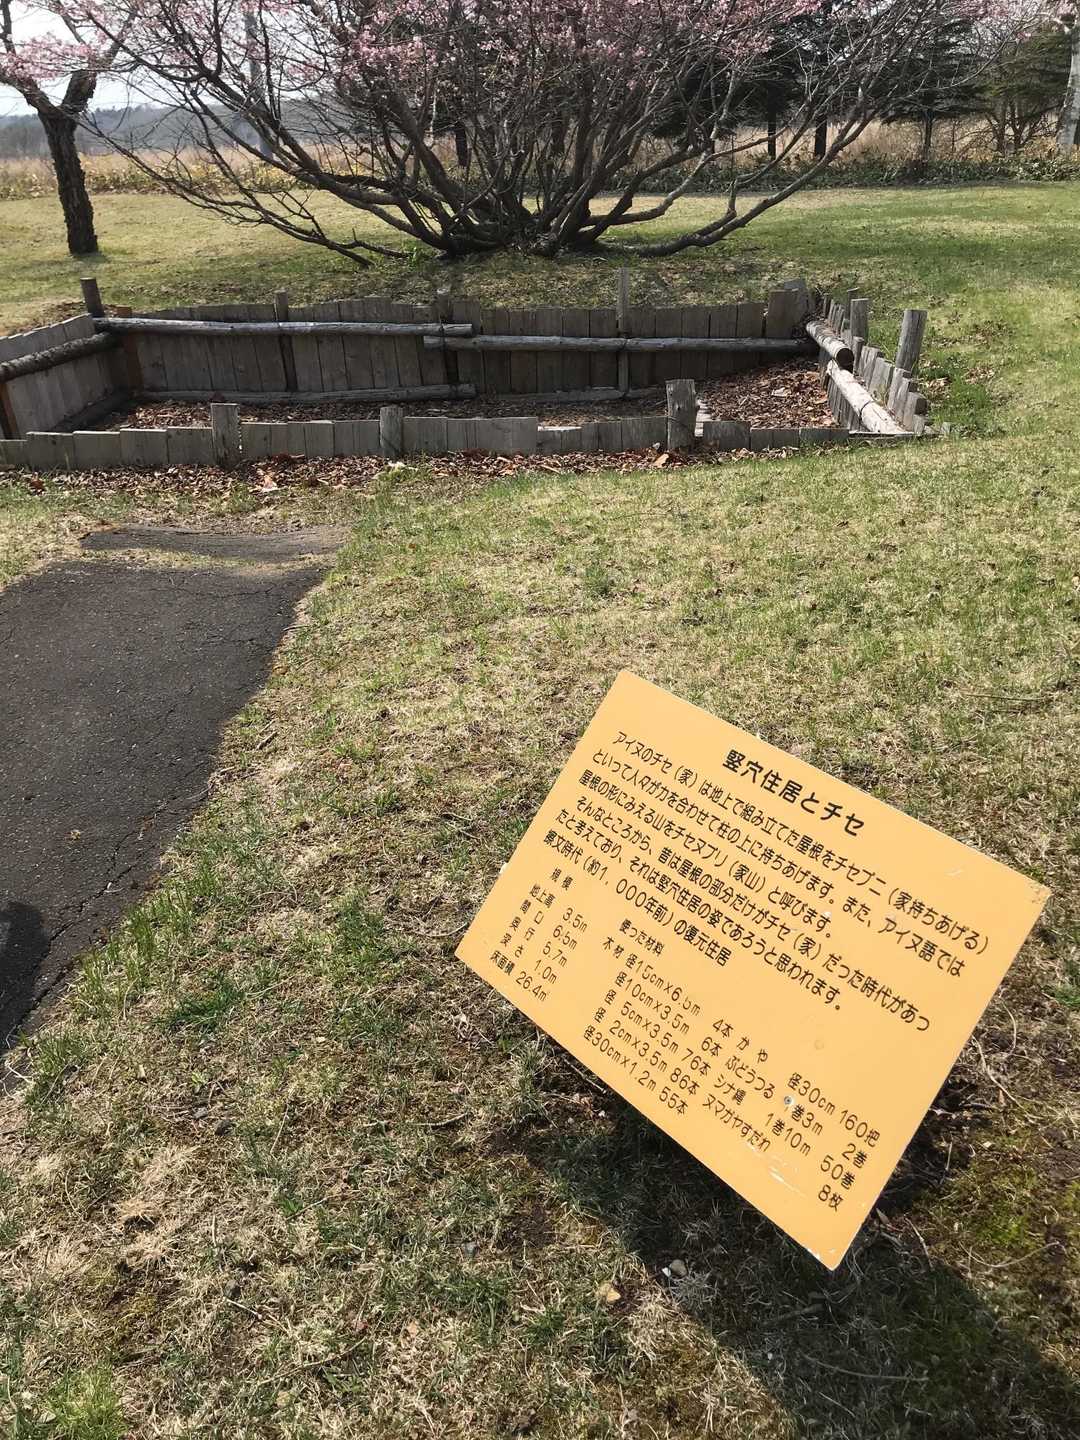 竪穴住居とチセ
アイヌのチセ（家）は地上で組み立てた屋根をチセプニ（家持ちあげる）
といって人々が力を合わせて柱の上に持ちあげます。また、アイヌ語では
屋根の形にみえる山をチセヌプリ（家山）と呼びます。
そんなところから、昔は屋根の部分だけがチセ（家）だった時代があっ
たと考えており、それは竪穴住居の姿であろうと思われます。
擦文時代（約１，０００年前）の復元住居
規模
地上高 3.5m
間口 6.5m
奥行 5.7m
深さ 1.0m
床面積 26.4㎡
使った材料
木材 径15cm×6.5m 4本
径10cm×3.5m 6本
径 5cm×3.5m 76本
径 2cm×3.5m 86本
径30cm×1.2m 55本
かや 径30cm 160把
ぶどうづる 1巻3m 2巻
シナ縄 1巻10m 50巻
ヌマガヤすだれ 8枚